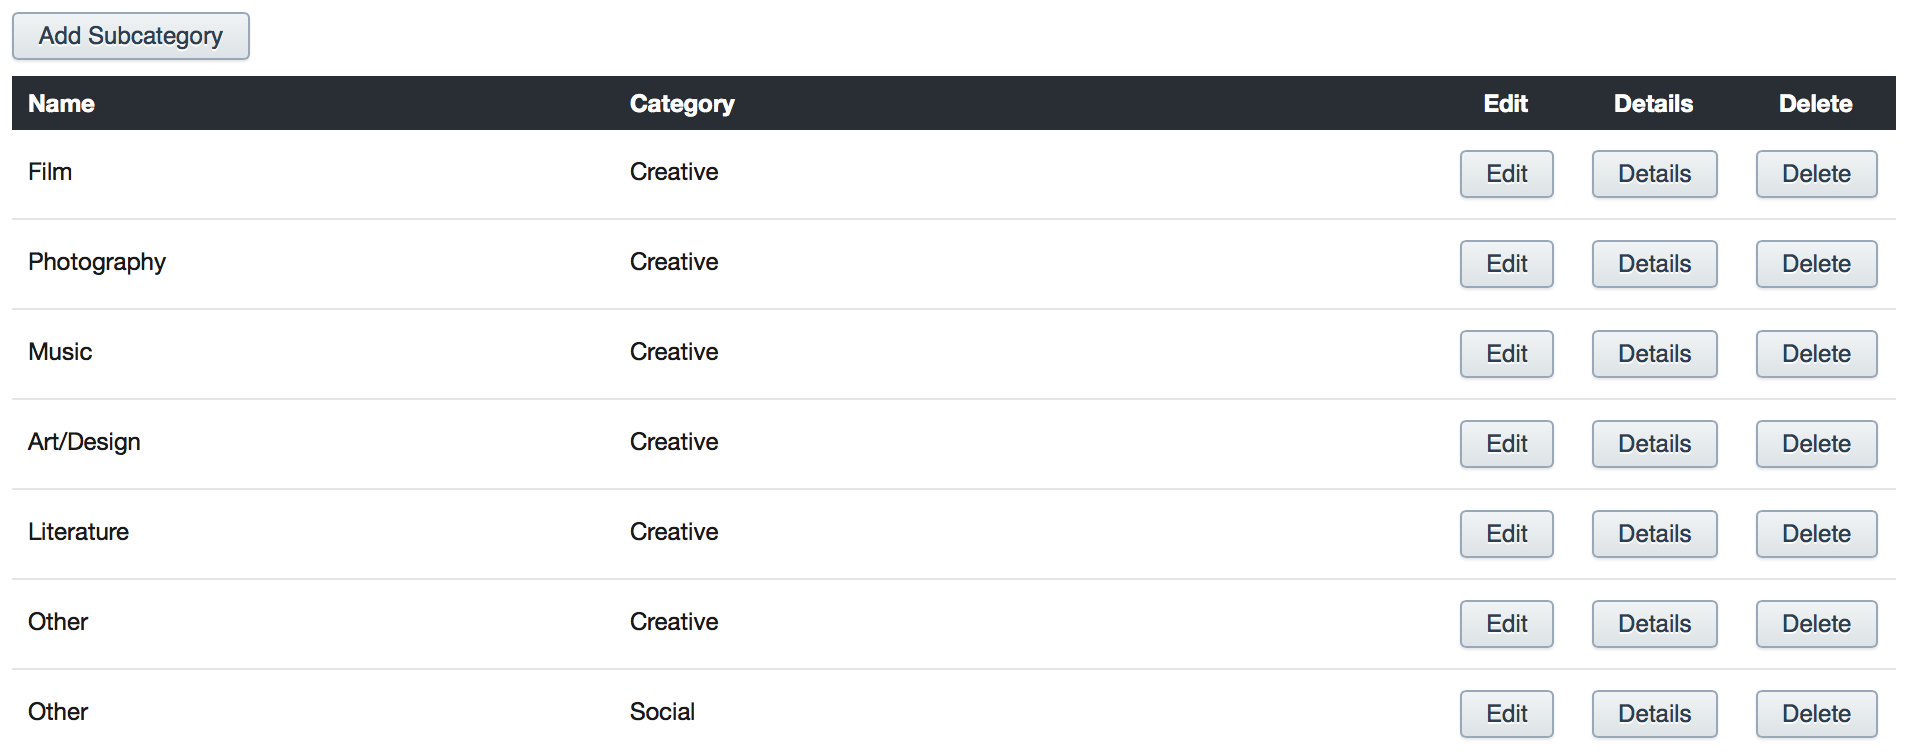 Add Subcategory
Name Category Edit Details Delete
Film Creative Edit Details Delete
Photography Creative Edit Details Delete
Music Creative Edit Details Delete
Art/Design Creative Edit Details Delete
Literature Creative Edit Details Delete
Other Creative Edit Details Delete
Other Social Edit Details Delete